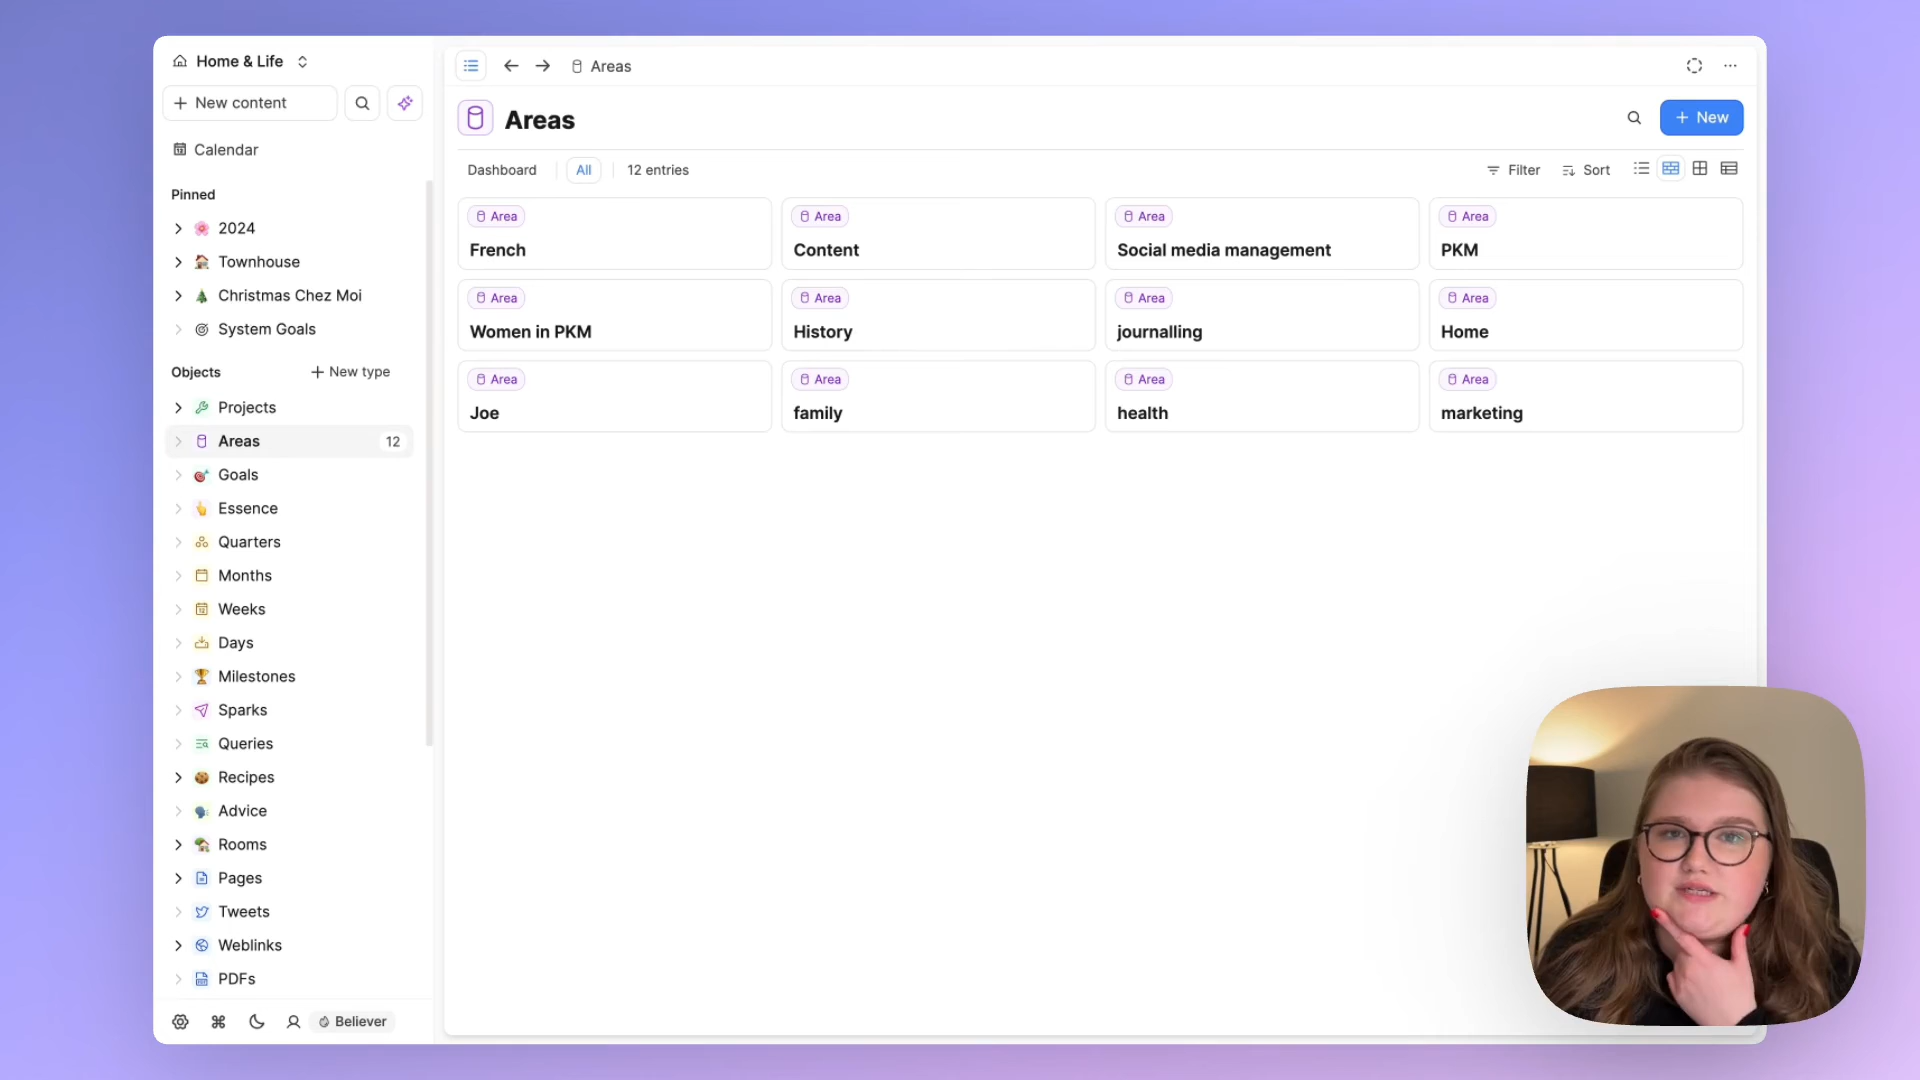 Home & Life
New content
Calendar
Pinned
2024
Townhouse
Christmas Chez Moi
System Goals
Objects
New type
Projects
Areas 12
Goals
Essence
Quarters
Months
Weeks
Days
Milestones
Sparks
Queries
Recipes
Advice
Rooms
Pages
Tweets
Weblinks
PDFs
Believer
Areas
Areas
New
Dashboard All 12 entries Filter Sort
Area Area Area Area
French Content Social media management PKM
Area Area Area Area
Women in PKM History journalling Home
Area Area Area Area
Joe family health marketing